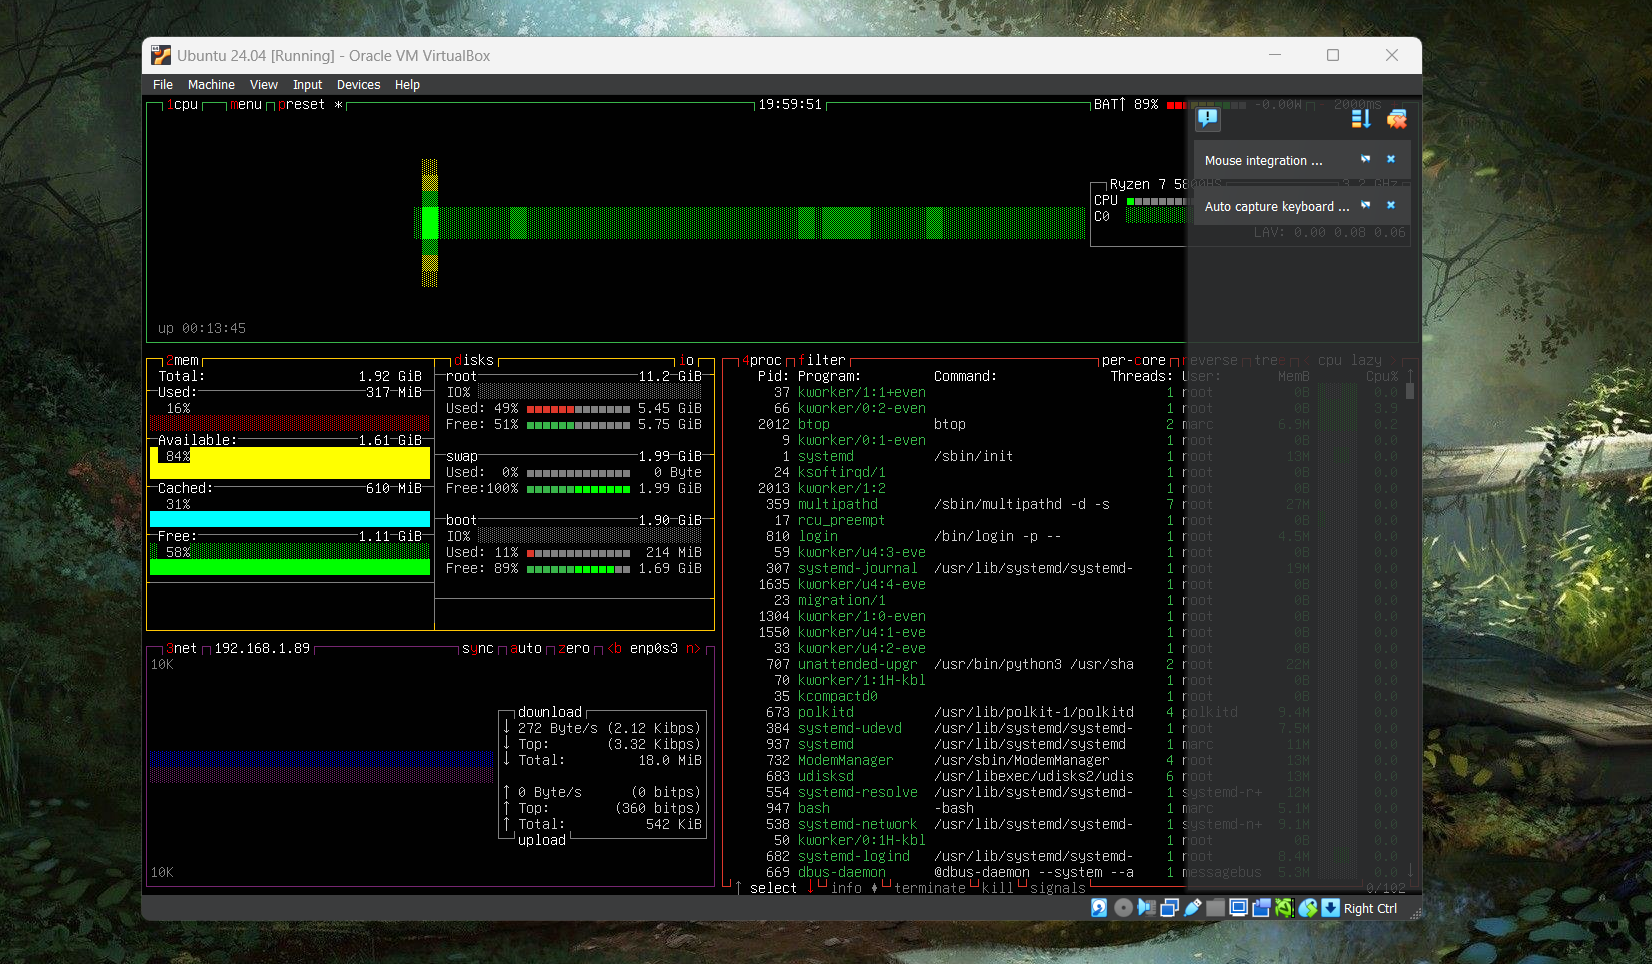 Ubuntu 24.04 [Running] - Oracle VM VirtualBox
File Machine View Input Devices Help
1cpu menu preset * 19:59:51 BAT↑ 89% -0.00W 2000ms
Mouse integration ...
Ryzen 7 5800HS 3.2 GHz
CPU
Auto capture keyboard ...
C0
LAV: 0.00 0.08 0.06
up 00:13:45
2mem
Total: 1.92 GiB
Used: 317 MiB
16%
Available: 1.61 GiB
84%
Cached: 610 MiB
31%
Free: 1.11 GiB
58%
disks io
root 11.2 GiB
IO%
Used: 49% 5.45 GiB
Free: 51% 5.75 GiB
swap 1.99 GiB
Used: 0% 0 Byte
Free:100% 1.99 GiB
boot 1.90 GiB
IO%
Used: 11% 214 MiB
Free: 89% 1.69 GiB
3net 192.168.1.89 sync auto zero <b enp0s3 n>
10K
download
↓ 272 Byte/s (2.12 Kibps)
↓ Top: (3.32 Kibps)
↓ Total: 18.0 MiB
↑ 0 Byte/s (0 bitps)
↑ Top: (360 bitps)
↑ Total: 542 KiB
upload
10K
4proc filter per-core reverse tree cpu lazy
Pid: Program: Command: Threads: User: MemB Cpu% ↑
37 kworker/1:1+even 1 root 0B 0.0
66 kworker/0:2-even 1 root 0B 3.9
2012 btop btop 2 marc 6.9M 0.2
9 kworker/0:1-even 1 root 0B 0.0
1 systemd /sbin/init 1 root 13M 0.0
24 ksoftirqd/1 1 root 0B 0.0
2013 kworker/1:2 1 root 0B 0.0
359 multipathd /sbin/multipathd -d -s 7 root 27M 0.0
17 rcu_preempt 1 root 0B 0.0
810 login /bin/login -p -- 1 root 4.5M 0.0
59 kworker/u4:3-eve 1 root 0B 0.0
307 systemd-journal /usr/lib/systemd/systemd- 1 root 19M 0.0
1635 kworker/u4:4-eve 1 root 0B 0.0
23 migration/1 1 root 0B 0.0
1304 kworker/1:0-even 1 root 0B 0.0
1550 kworker/u4:1-eve 1 root 0B 0.0
33 kworker/u4:2-eve 1 root 0B 0.0
707 unattended-upgr /usr/bin/python3 /usr/sha 2 root 22M 0.0
70 kworker/1:1H-kbl 1 root 0B 0.0
35 kcompactd0 1 root 0B 0.0
673 polkitd /usr/lib/polkit-1/polkitd 4 polkitd 9.4M 0.0
384 systemd-udevd /usr/lib/systemd/systemd- 1 root 7.5M 0.0
937 systemd /usr/lib/systemd/systemd 1 marc 11M 0.0
732 ModemManager /usr/sbin/ModemManager 4 root 13M 0.0
683 udisksd /usr/libexec/udisks2/udis 6 root 13M 0.0
554 systemd-resolve /usr/lib/systemd/systemd- 1 systemd-r+ 12M 0.0
947 bash -bash 1 marc 5.1M 0.0
538 systemd-network /usr/lib/systemd/systemd- 1 systemd-n+ 9.1M 0.0
50 kworker/0:1H-kbl 1 root 0B 0.0
682 systemd-logind /usr/lib/systemd/systemd- 1 root 8.4M 0.0
669 dbus-daemon @dbus-daemon --system --a 1 messagebus 5.3M 0.0 ↓
↑ select ↓ info terminate kill signals 0/102
Right Ctrl